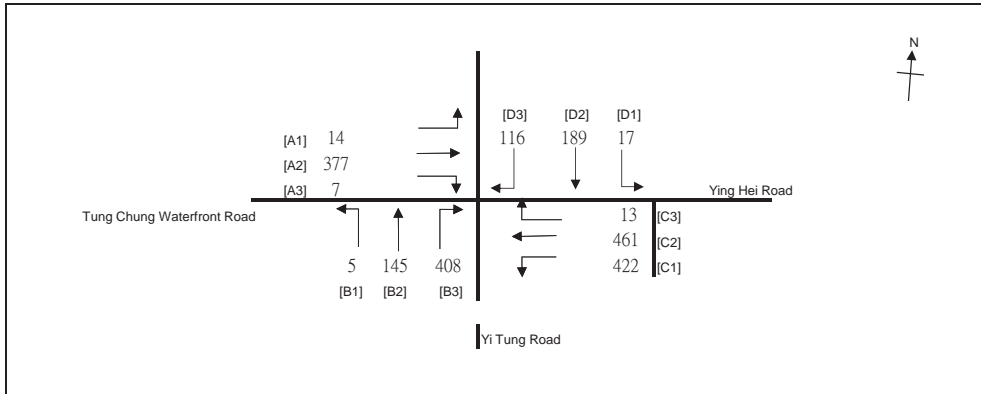 N
[D3] [D2] [D1]
[A1] 14 116 189 17
[A2] 377
[A3] 7 Ying Hei Road
Tung Chung Waterfront Road 13 [C3]
461 [C2]
5 145 408 422 [C1]
[B1] [B2] [B3]
Yi Tung Road